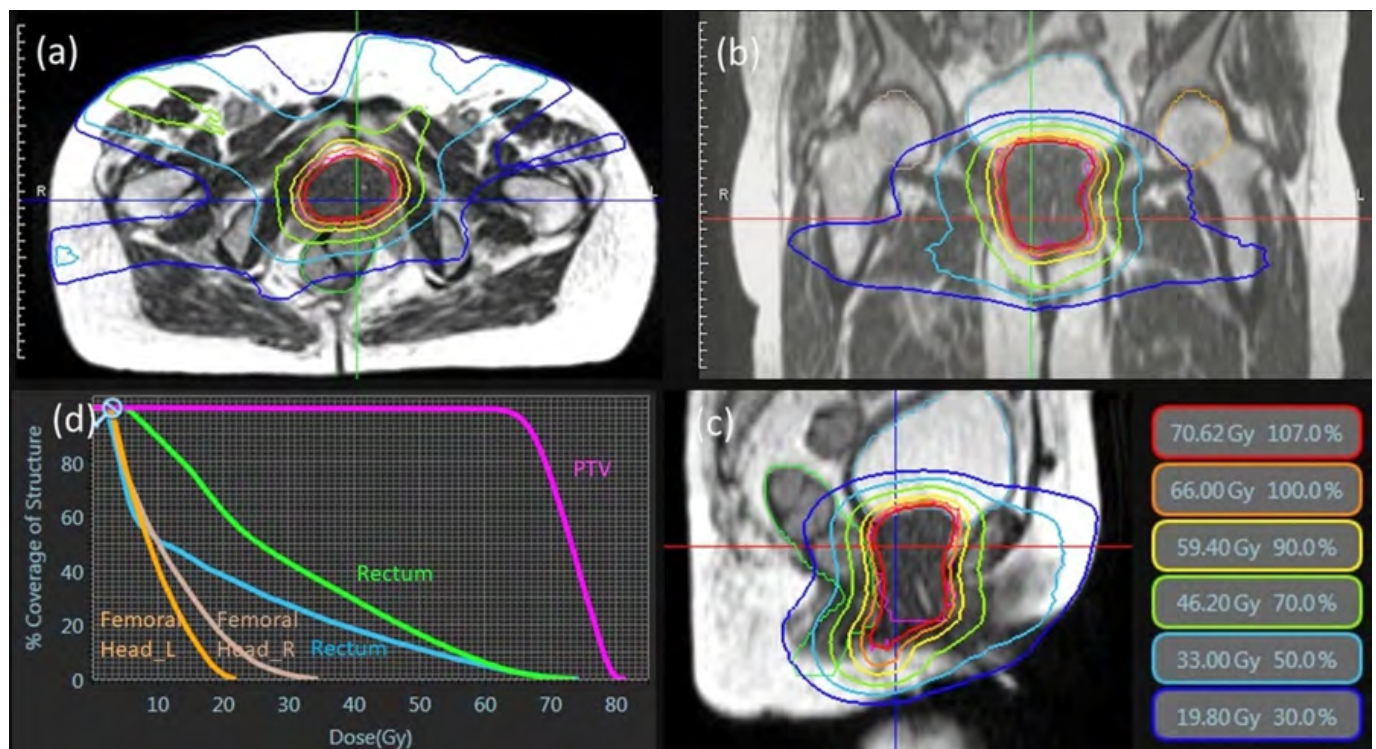 (a)
R
L
(b)
R
L
(d)
% Coverage of Structure
80
60
40
20
0
PTV
Rectum
Femoral Femoral
Head_L Head_R Rectum
10 20 30 40 50 60 70 80
Dose(Gy)
(c)
70.62 Gy 107.0 %
66.00 Gy 100.0 %
59.40 Gy 90.0 %
46.20 Gy 70.0 %
33.00 Gy 50.0 %
19.80 Gy 30.0 %